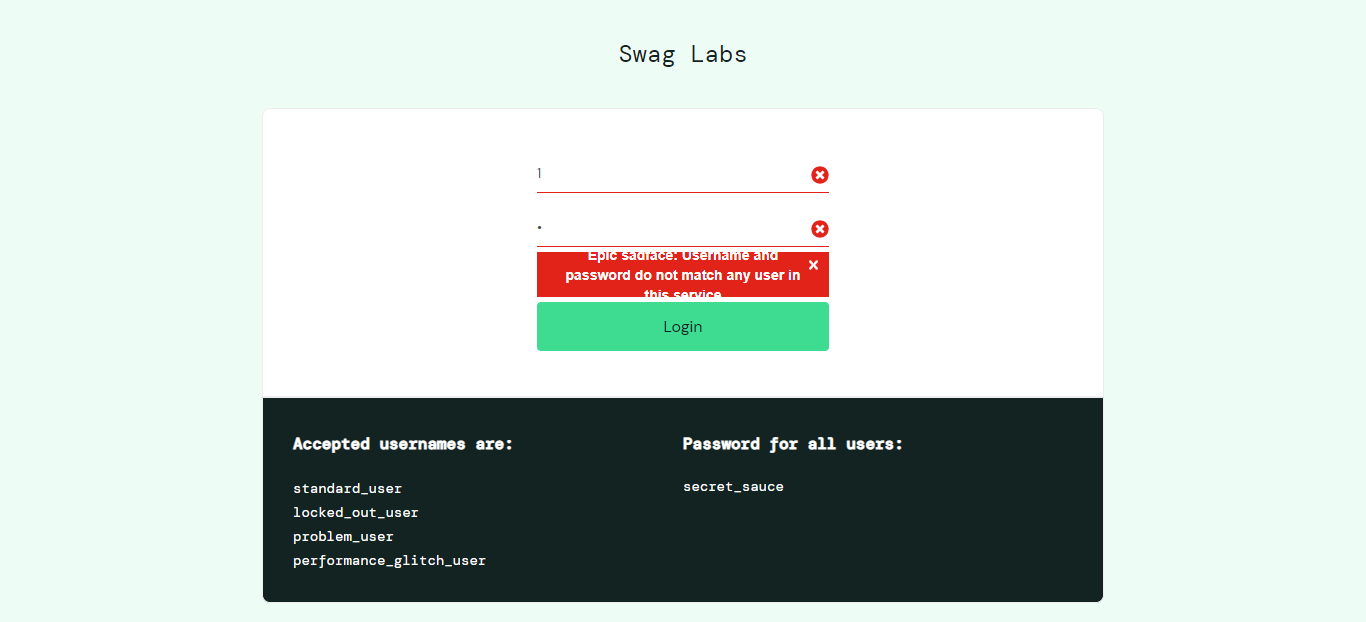 Swag Labs
1
•
Epic sadface: Username and
password do not match any user in
this service
Login
Accepted usernames are:
Password for all users:
standard_user
locked_out_user
problem_user
performance_glitch_user
secret_sauce